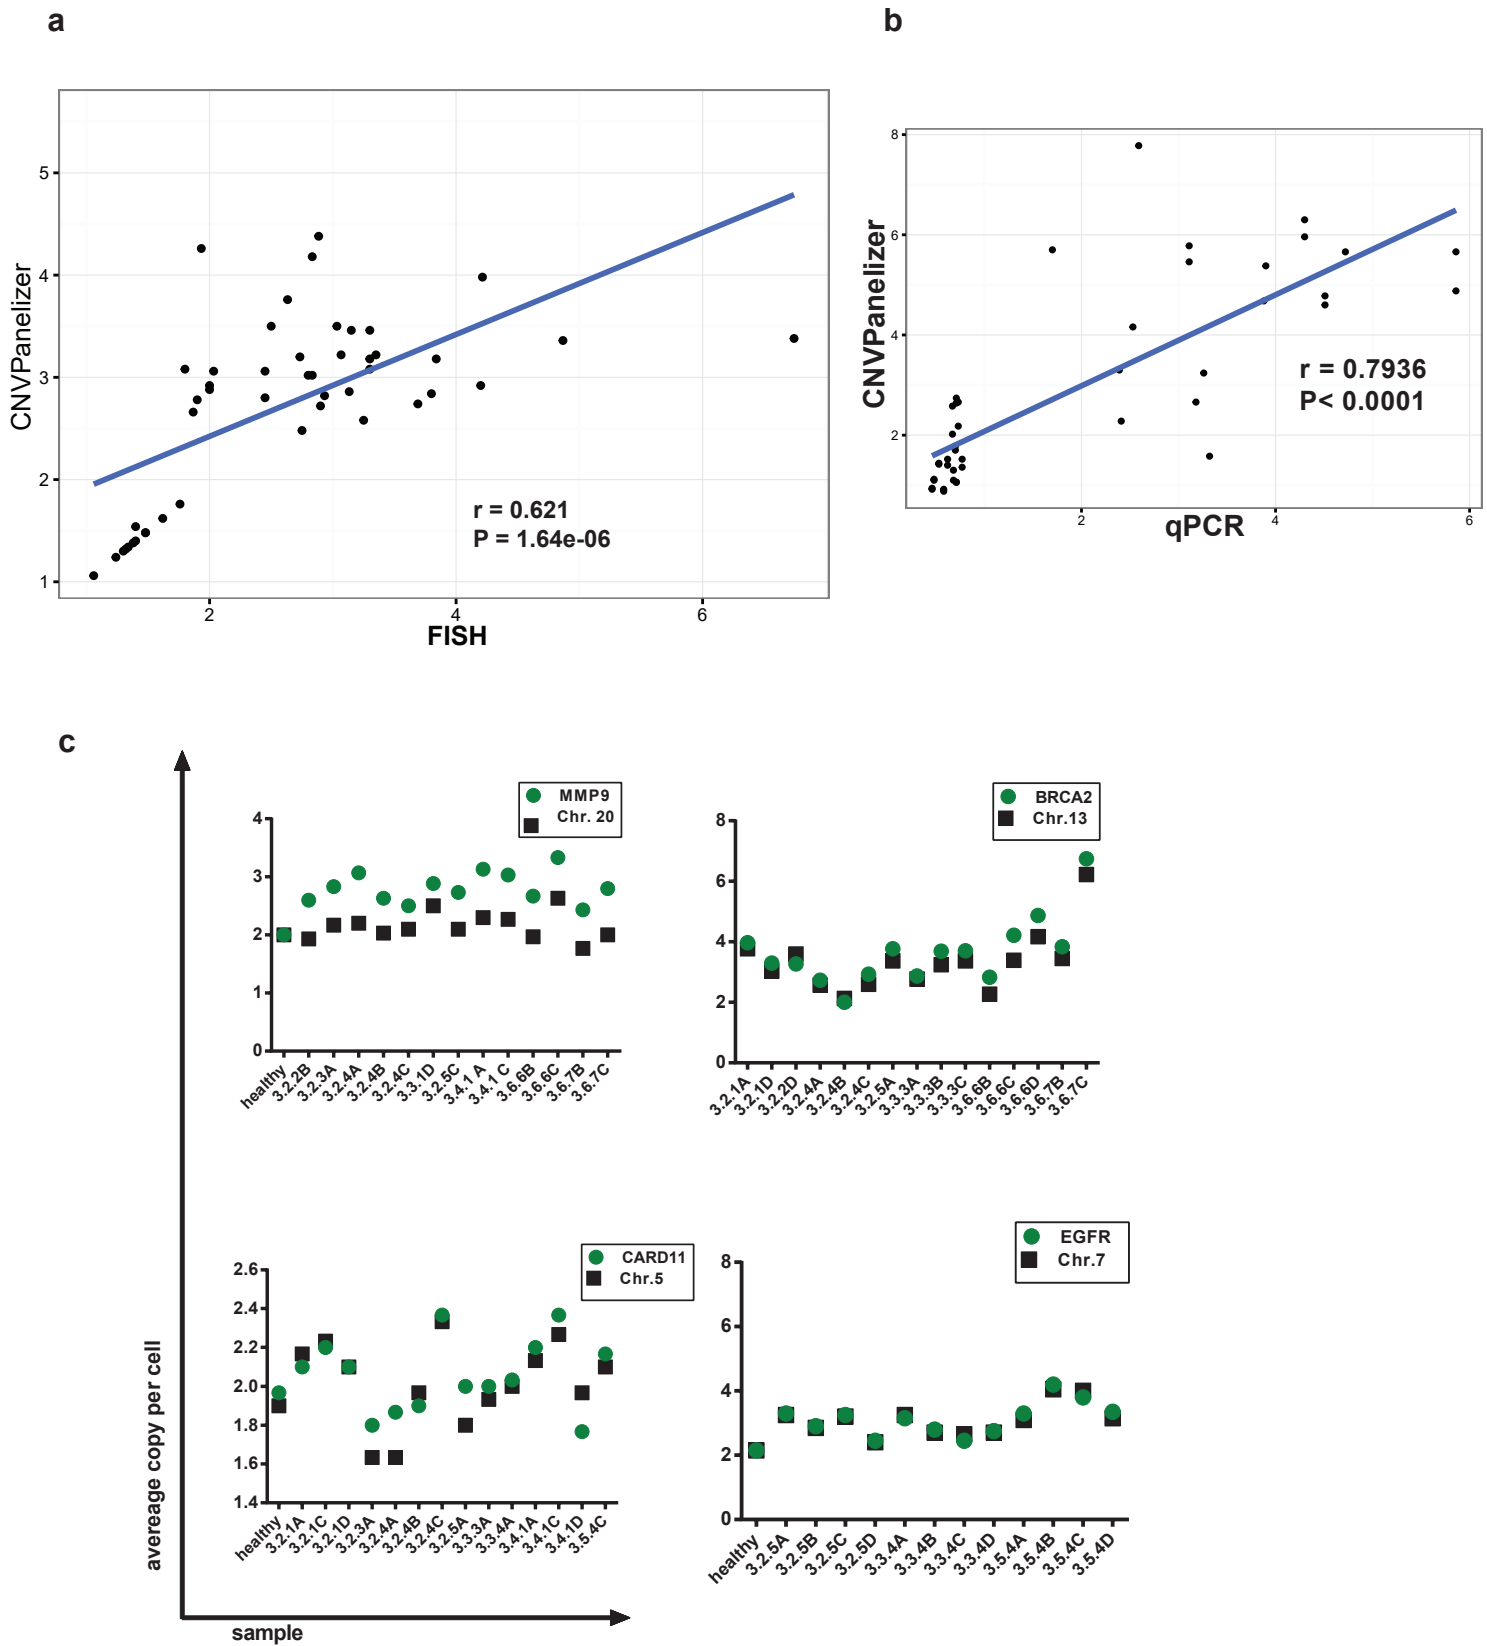 a
b
CNVPanelizer
5
4
3
2
1
2
4
6
FISH
r = 0.621
P = 1.64e-06
CNVPanelizer
8
6
4
2
2
4
6
qPCR
r = 0.7936
P< 0.0001
c
avereage copy per cell
sample
MMP9
Chr. 20
4
3
2
1
0
healthy
3.2.2B
3.2.3A
3.2.4A
3.2.4B
3.2.4C
3.3.1D
3.2.5C
3.4.1 A
3.4.1 C
3.6.6B
3.6.6C
3.6.7B
3.6.7C
BRCA2
Chr.13
8
6
4
2
0
3.2.1A
3.2.1D
3.2.2D
3.2.4A
3.2.4B
3.2.4C
3.2.5A
3.3.3A
3.3.3B
3.3.3C
3.6.6B
3.6.6C
3.6.6D
3.6.7B
3.6.7C
CARD11
Chr.5
2.6
2.4
2.2
2.0
1.8
1.6
1.4
healthy
3.2.1A
3.2.1C
3.2.1D
3.2.3A
3.2.4A
3.2.4B
3.2.4C
3.2.5A
3.3.3A
3.3.4A
3.4.1A
3.4.1C
3.4.1D
3.5.4C
EGFR
Chr.7
8
6
4
2
0
healthy
3.2.5A
3.2.5B
3.2.5C
3.2.5D
3.3.4A
3.3.4B
3.3.4C
3.3.4D
3.5.4A
3.5.4B
3.5.4C
3.5.4D